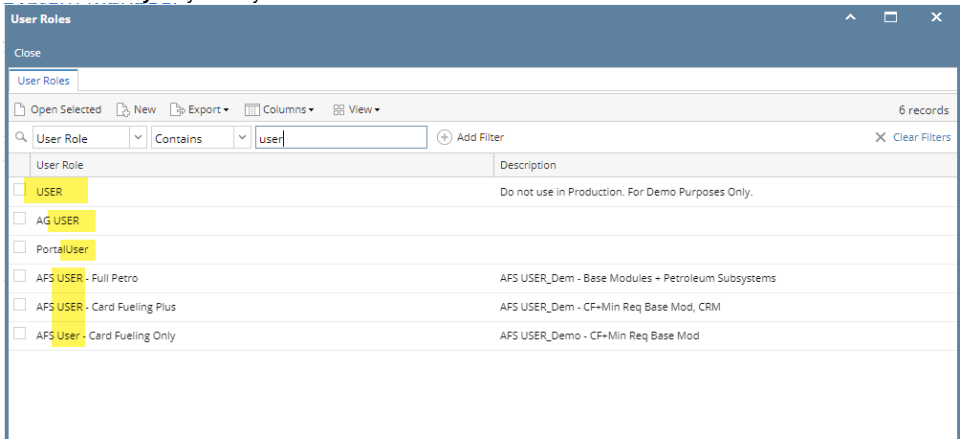 User Roles
Close
User Roles
Open Selected New Export Columns View 6 records
User Role Contains user Add Filter Clear Filters
User Role Description
USER Do not use in Production. For Demo Purposes Only.
AG USER
PortalUser
AFS USER - Full Petro AFS USER_Dem - Base Modules + Petroleum Subsystems
AFS USER - Card Fueling Plus AFS USER_Dem - CF+Min Req Base Mod, CRM
AFS User - Card Fueling Only AFS USER_Demo - CF+Min Req Base Mod